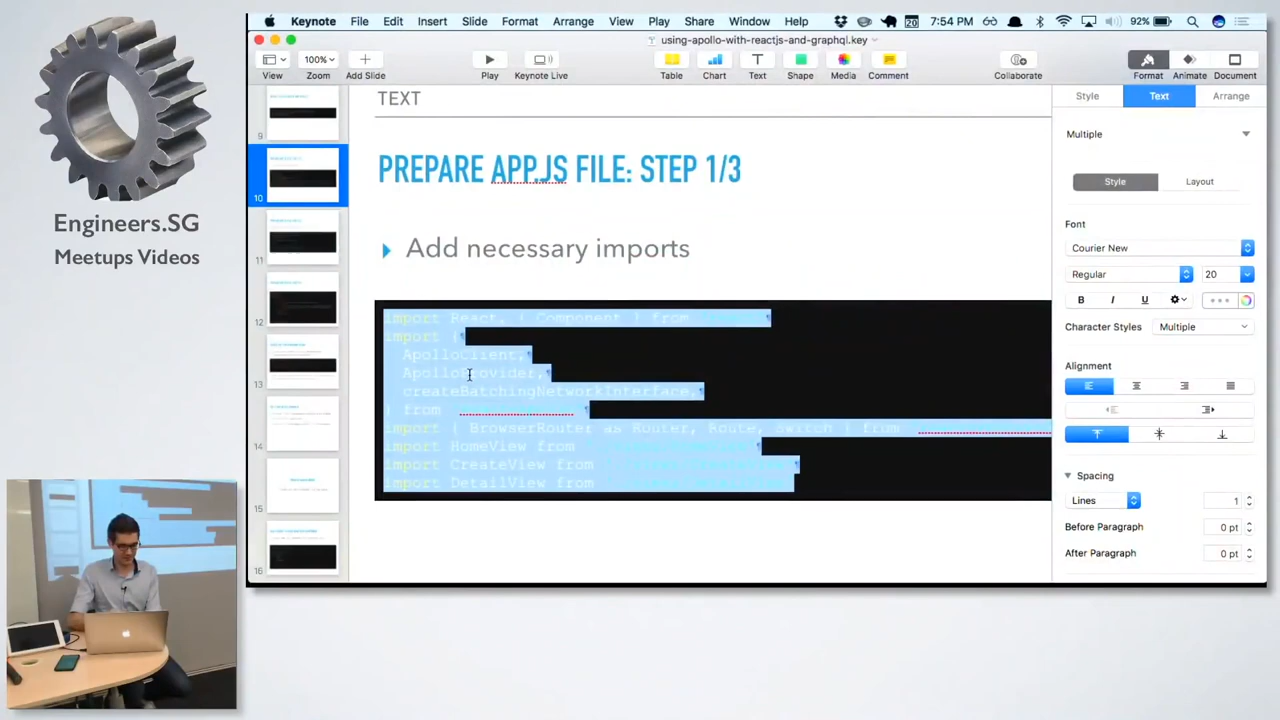 Keynote File Edit Insert Slide Format Arrange View Play Share Window Help
20 7:54 PM 92%
using-apollo-with-reactjs-and-graphql.key
100%
View Zoom Add Slide Play Keynote Live Table Chart Text Shape Media Comment Collaborate Format Animate Document
Engineers.SG
Meetups Videos
9
10
11
12
13
14
15
16
TEXT
PREPARE APP.JS FILE: STEP 1/3
Add necessary imports
import React, { Component } from
import {
ApolloClient,
ApolloProvider,
createBatchingNetworkInterface,
} from
import { BrowserRouter as Router, Route, Switch } from
import HomeView from
import CreateView from
import DetailView from
Style Text Arrange
Multiple
Style Layout
Font
Courier New
Regular 20
B I U
Character Styles Multiple
Alignment
Spacing
Lines 1
Before Paragraph 0 pt
After Paragraph 0 pt